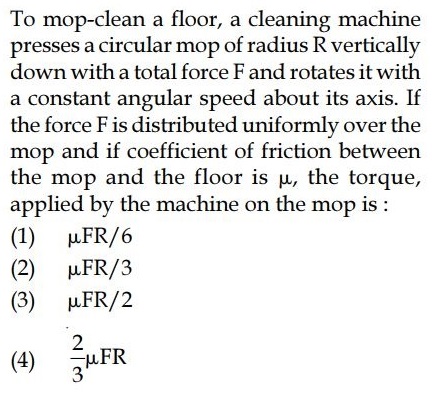 To mop-clean a floor, a cleaning machine
presses a circular mop of radius R vertically
down with a total force F and rotates it with
a constant angular speed about its axis. If
the force F is distributed uniformly over the
mop and if coefficient of friction between
the mop and the floor is μ, the torque,
applied by the machine on the mop is :
(1) μFR/6
(2) μFR/3
(3) μFR/2
(4) 2/3 μFR